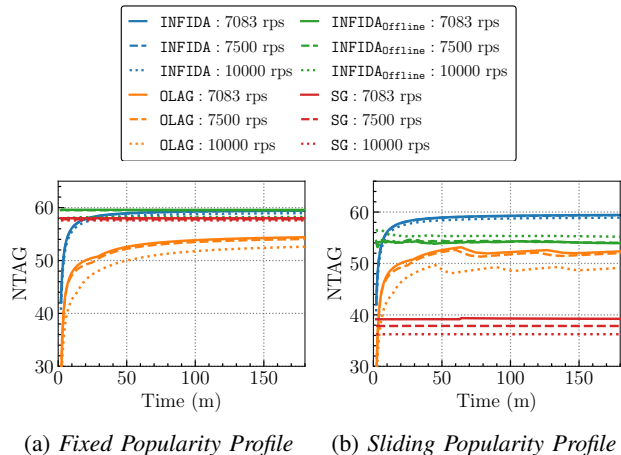 INFIDA : 7083 rps
INFIDA : 7500 rps
INFIDA : 10000 rps
OLAG : 7083 rps
OLAG : 7500 rps
OLAG : 10000 rps
INFIDAOffline : 7083 rps
INFIDAOffline : 7500 rps
INFIDAOffline : 10000 rps
SG : 7083 rps
SG : 7500 rps
SG : 10000 rps
NTAG
60
50
40
30
0 50 100 150
Time (m)
(a) Fixed Popularity Profile
NTAG
60
50
40
30
0 50 100 150
Time (m)
(b) Sliding Popularity Profile